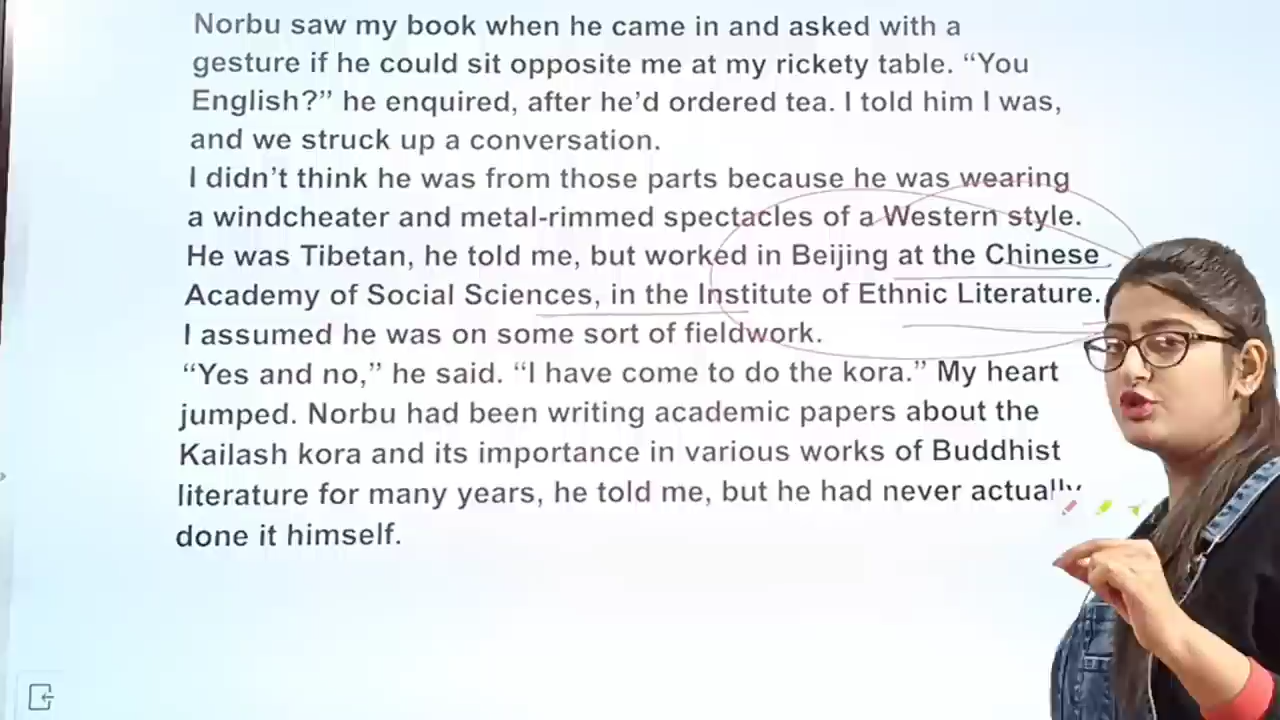 Norbu saw my book when he came in and asked with a
gesture if he could sit opposite me at my rickety table. “You
English?” he enquired, after he’d ordered tea. I told him I was,
and we struck up a conversation.
I didn’t think he was from those parts because he was wearing
a windcheater and metal-rimmed spectacles of a Western style.
He was Tibetan, he told me, but worked in Beijing at the Chinese
Academy of Social Sciences, in the Institute of Ethnic Literature.
I assumed he was on some sort of fieldwork.
“Yes and no,” he said. “I have come to do the kora.” My heart
jumped. Norbu had been writing academic papers about the
Kailash kora and its importance in various works of Buddhist
literature for many years, he told me, but he had never actually
done it himself.